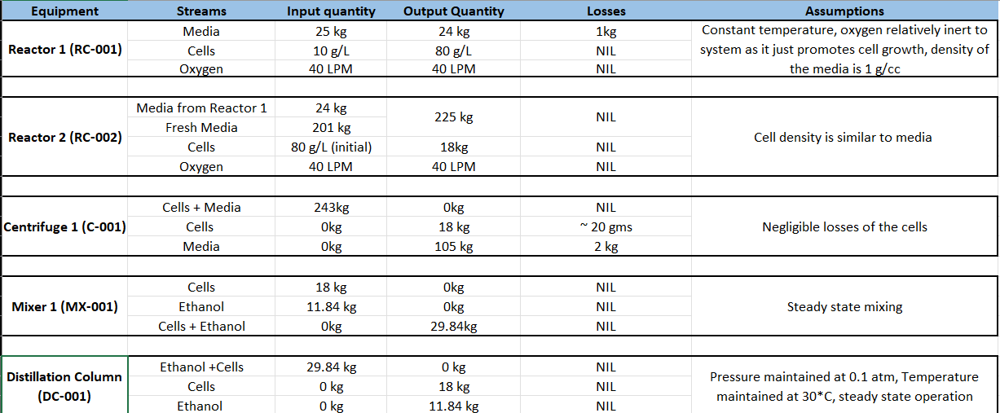 Equipment Streams Input quantity Output Quantity Losses Assumptions
Reactor 1 (RC-001) Media 25 kg 24 kg 1kg Constant temperature, oxygen relatively inert to system as it just promotes cell growth, density of the media is 1 g/cc
Cells 10 g/L 80 g/L NIL
Oxygen 40 LPM 40 LPM NIL
Reactor 2 (RC-002) Media from Reactor 1 24 kg 225 kg NIL Cell density is similar to media
Fresh Media 201 kg
Cells 80 g/L (initial) 18kg NIL
Oxygen 40 LPM 40 LPM NIL
Centrifuge 1 (C-001) Cells + Media 243kg 0kg NIL Negligible losses of the cells
Cells 0kg 18 kg ~ 20 gms
Media 0kg 105 kg 2 kg
Mixer 1 (MX-001) Cells 18 kg 0kg NIL Steady state mixing
Ethanol 11.84 kg 0kg NIL
Cells + Ethanol 0kg 29.84kg NIL
Distillation Column (DC-001) Ethanol +Cells 29.84 kg 0 kg NIL Pressure maintained at 0.1 atm, Temperature maintained at 30*C, steady state operation
Cells 0 kg 18 kg NIL
Ethanol 0 kg 11.84 kg NIL